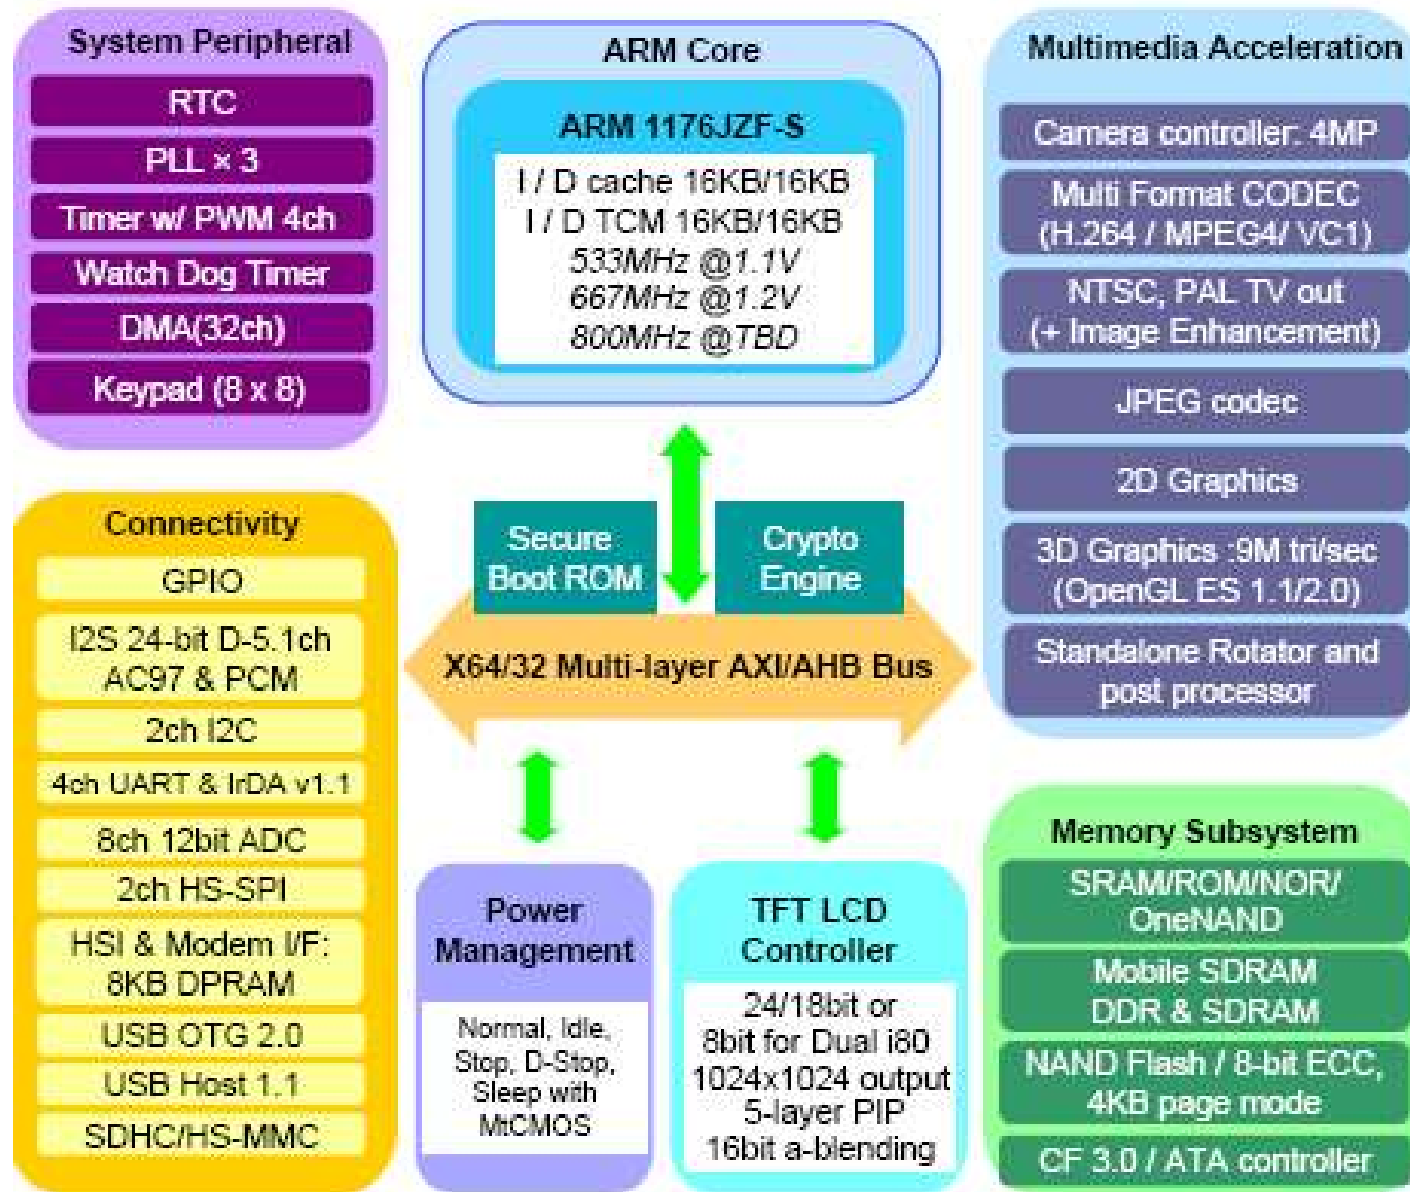 System Peripheral
RTC
PLL × 3
Timer w/ PWM 4ch
Watch Dog Timer
DMA(32ch)
Keypad (8 x 8)
ARM Core
ARM 1176JZF-S
I / D cache 16KB/16KB
I / D TCM 16KB/16KB
533MHz @1.1V
667MHz @1.2V
800MHz @TBD
Multimedia Acceleration
Camera controller: 4MP
Multi Format CODEC
(H.264 / MPEG4/ VC1)
NTSC, PAL TV out
(+ Image Enhancement)
JPEG codec
2D Graphics
3D Graphics :9M tri/sec
(OpenGL ES 1.1/2.0)
Standalone Rotator and
post processor
Connectivity
GPIO
I2S 24-bit D-5.1ch
AC97 & PCM
2ch I2C
4ch UART & IrDA v1.1
8ch 12bit ADC
2ch HS-SPI
HSI & Modem I/F:
8KB DPRAM
USB OTG 2.0
USB Host 1.1
SDHC/HS-MMC
Secure
Boot ROM
Crypto
Engine
X64/32 Multi-layer AXI/AHB Bus
Power
Management
Normal, Idle,
Stop, D-Stop,
Sleep with
MtCMOS
TFT LCD
Controller
24/18bit or
8bit for Dual i80
1024x1024 output
5-layer PIP
16bit a-blending
Memory Subsystem
SRAM/ROM/NOR/
OneNAND
Mobile SDRAM
DDR & SDRAM
NAND Flash / 8-bit ECC,
4KB page mode
CF 3.0 / ATA controller